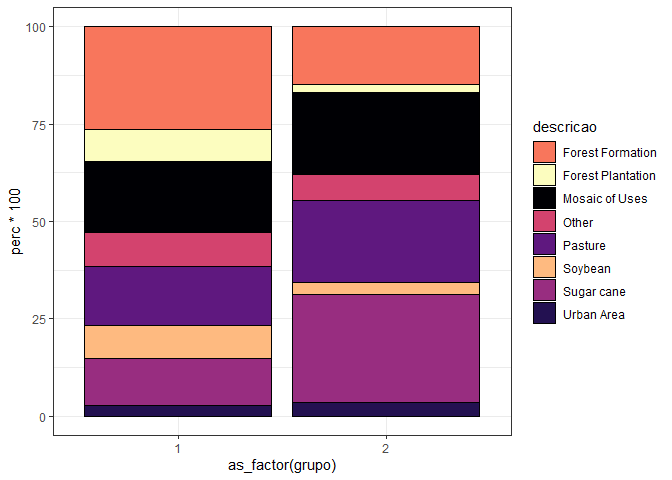 perc * 100
100
75
50
25
0
1
2
as_factor(grupo)
descricao
Forest Formation
Forest Plantation
Mosaic of Uses
Other
Pasture
Soybean
Sugar cane
Urban Area